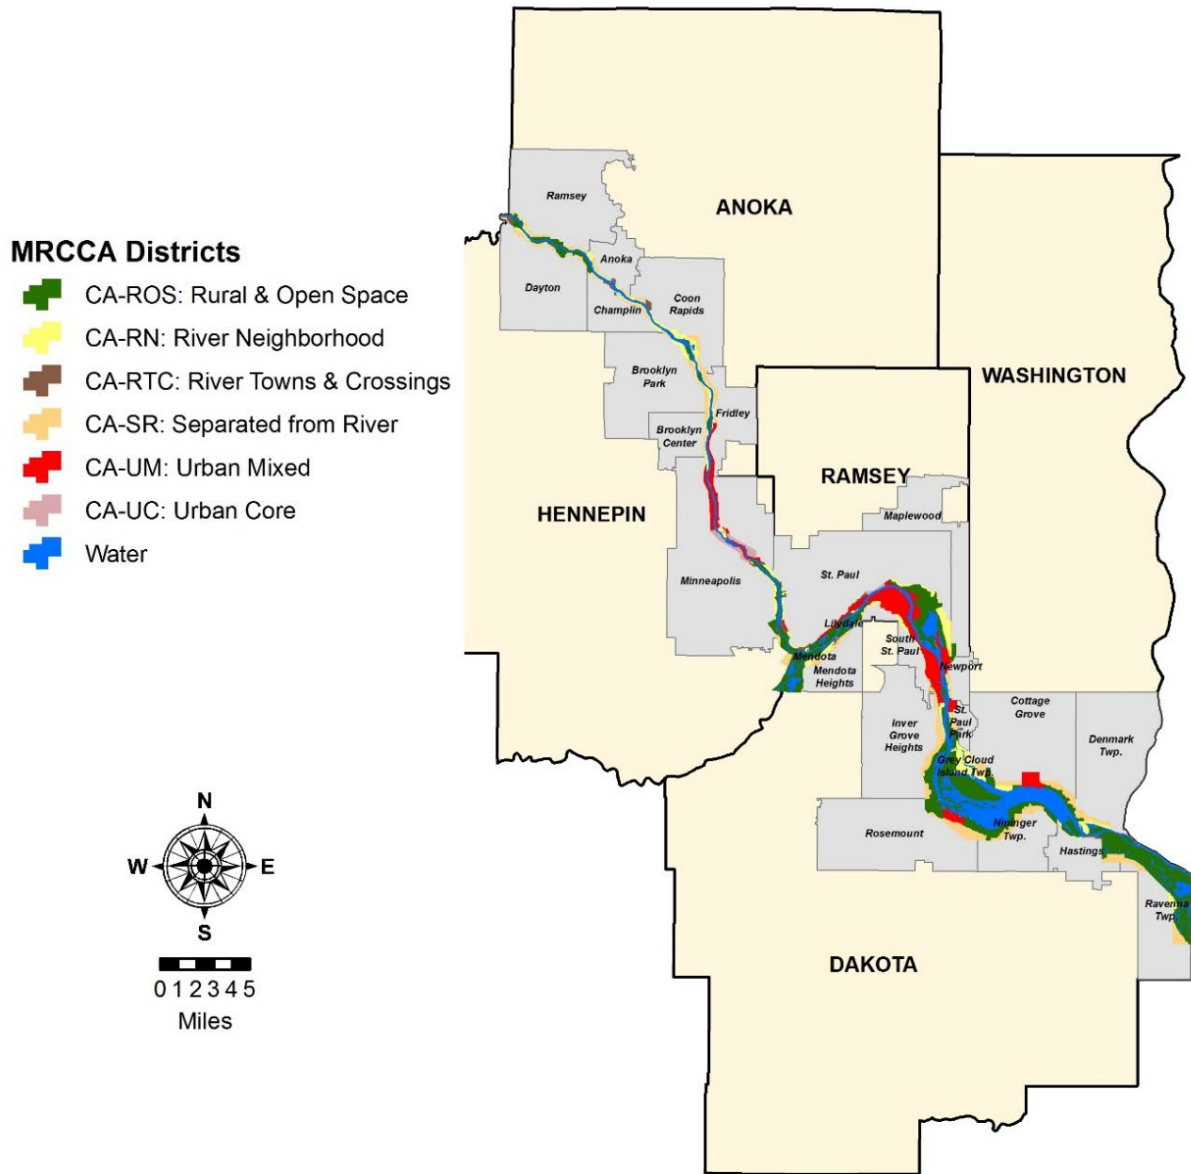 MRCCA Districts
CA-ROS: Rural & Open Space
CA-RN: River Neighborhood
CA-RTC: River Towns & Crossings
CA-SR: Separated from River
CA-UM: Urban Mixed
CA-UC: Urban Core
Water
N
W E
S
0 1 2 3 4 5
Miles
ANOKA
Ramsey
Anoka
Dayton
Champlin
Coon
Rapids
Brooklyn
Park
WASHINGTON
Fridley
Brooklyn
Center
RAMSEY
HENNEPIN
Maplewood
Minneapolis
St. Paul
Lilydale
South
St. Paul
Mendota
Mendota
Heights
Newport
Cottage
Grove
St.
Paul
Park
Inver
Grove
Heights
Denmark
Twp.
Grey Cloud
Island Twp.
Rosemount
Nininger
Twp.
Hastings
Ravenna
Twp.
DAKOTA